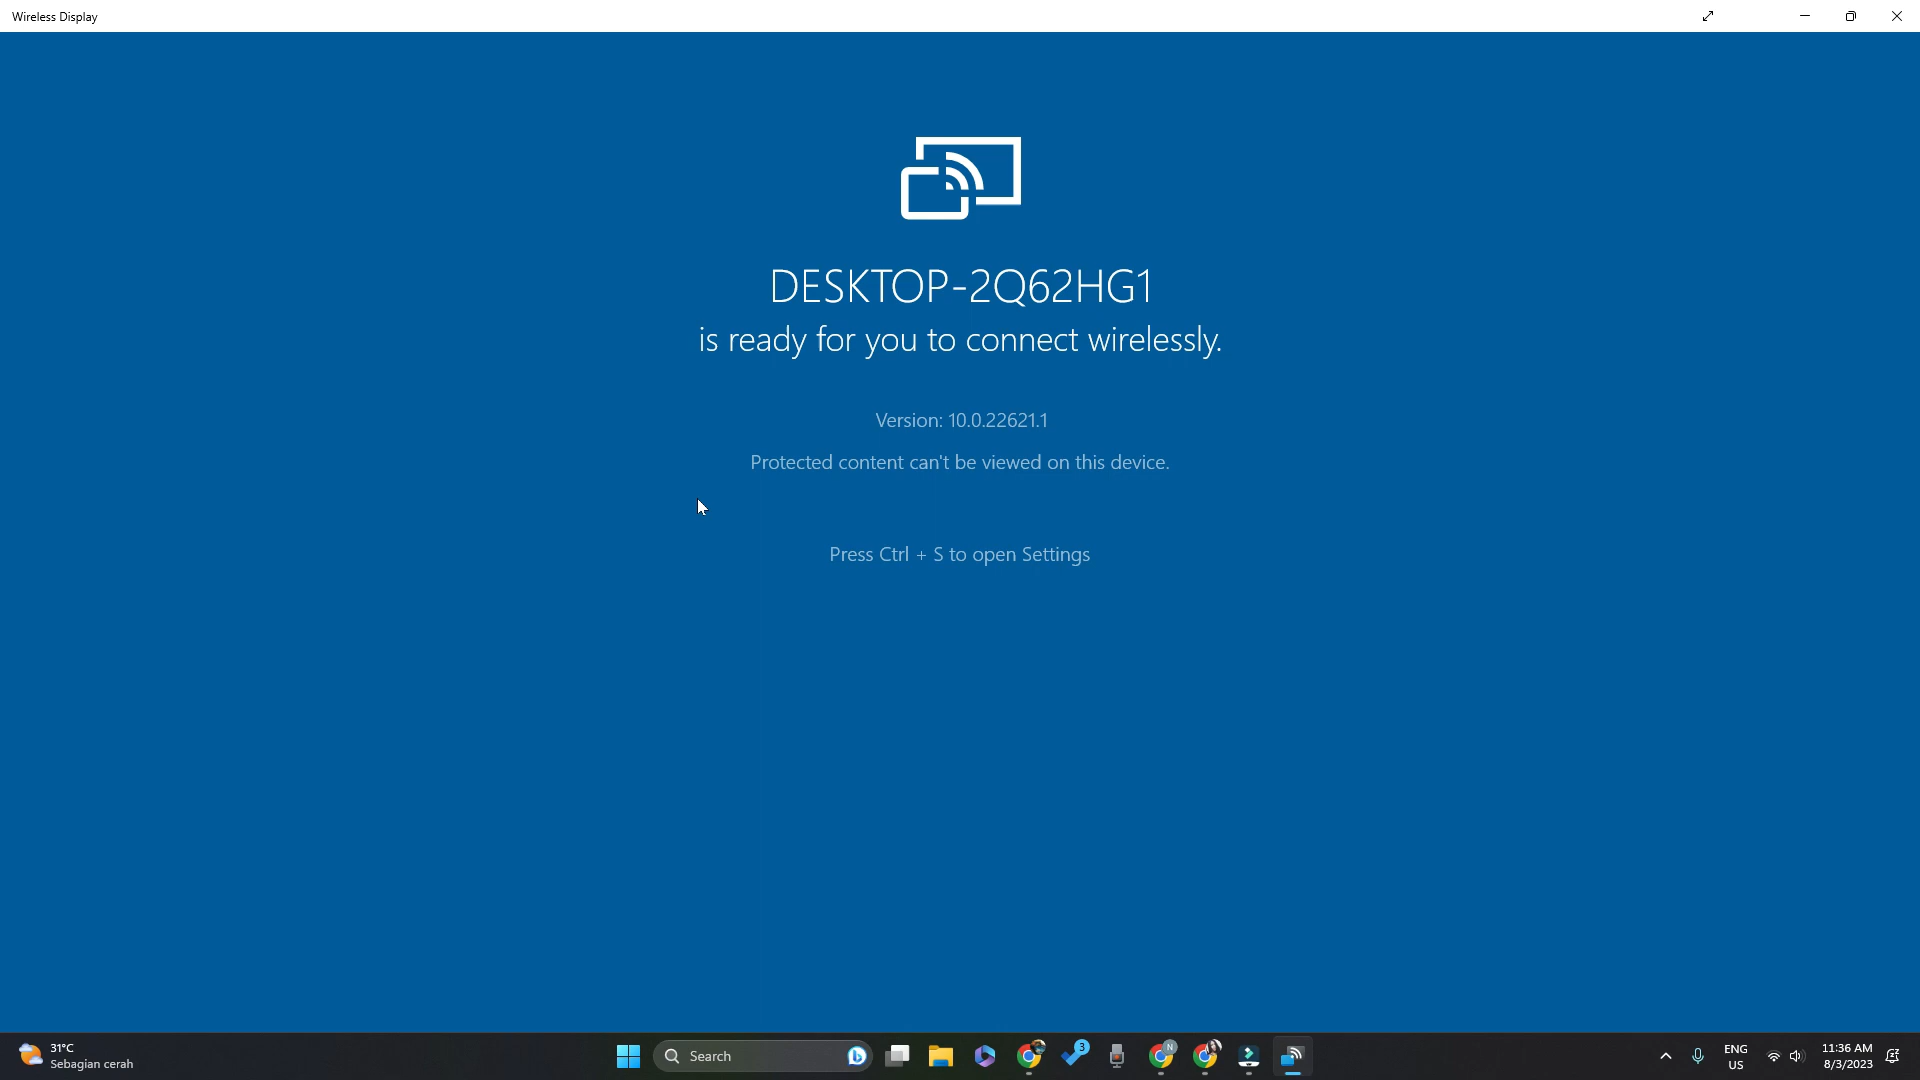 Wireless Display
DESKTOP-2Q62HG1
is ready for you to connect wirelessly.
Version: 10.0.22621.1
Protected content can't be viewed on this device.
Press Ctrl + S to open Settings
31°C
Sebagian cerah
Search
3
N
ENG
US
11:36 AM
8/3/2023